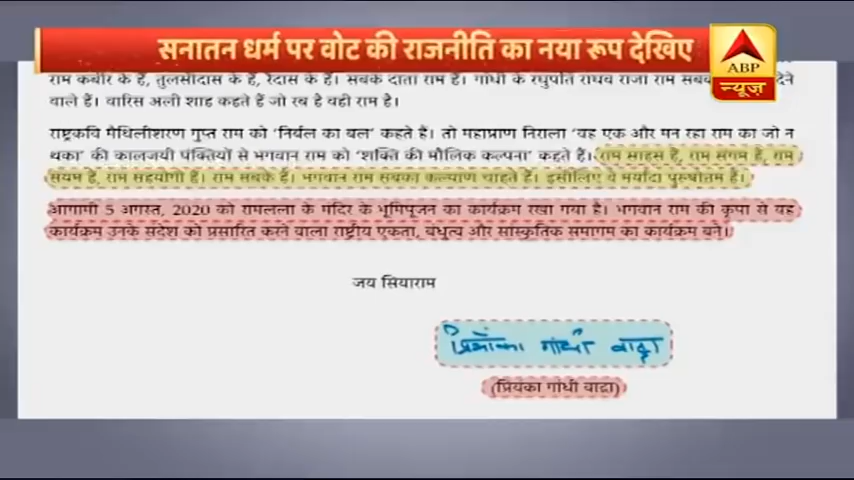 सनातन धर्म पर वोट की राजनीति का नया रूप देखिए
ABP
न्यूज़
राम कबीर के हैं, तुलसीदास के हैं, रैदास के हैं। सबके दाता राम हैं। गांधी के रघुपति राघव राजा राम सबको देने
वाले हैं। वारिस अली शाह कहते हैं जो रब है वही राम है।
राष्ट्रकवि मैथिलीशरण गुप्त राम को 'निर्बल का बल' कहते हैं। तो महाप्राण निराला 'वह एक और मन रहा राम का जो न
थका' की कालजयी पंक्तियों से भगवान राम को 'शक्ति की मौलिक कल्पना' कहते हैं। राम साहस हैं, राम संगम हैं, राम
संयम हैं, राम सहयोगी हैं। राम सबके हैं। भगवान राम सबका कल्याण चाहते हैं। इसीलिए वे मर्यादा पुरुषोतम हैं।
आगामी 5 अगस्त, 2020 को रामलला के मंदिर के भूमिपूजन का कार्यक्रम रखा गया है। भगवान राम की कृपा से यह
कार्यक्रम उनके संदेश को प्रसारित करने वाला राष्ट्रीय एकता, बंधुत्व और सांस्कृतिक समागम का कार्यक्रम बने।
जय सियाराम
प्रियंका गांधी वाद्रा
(प्रियंका गांधी वाद्रा)